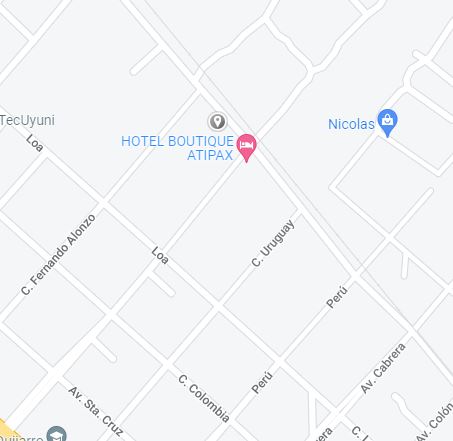 TecUyuni
Loa
HOTEL BOUTIQUE
ATIPAX
Nicolas
C. Fernando Alonzo
Loa
C. Uruguay
Perú
Av. Sta. Cruz
C. Colombia
Perú
Av. Cabrera
Av. Colón